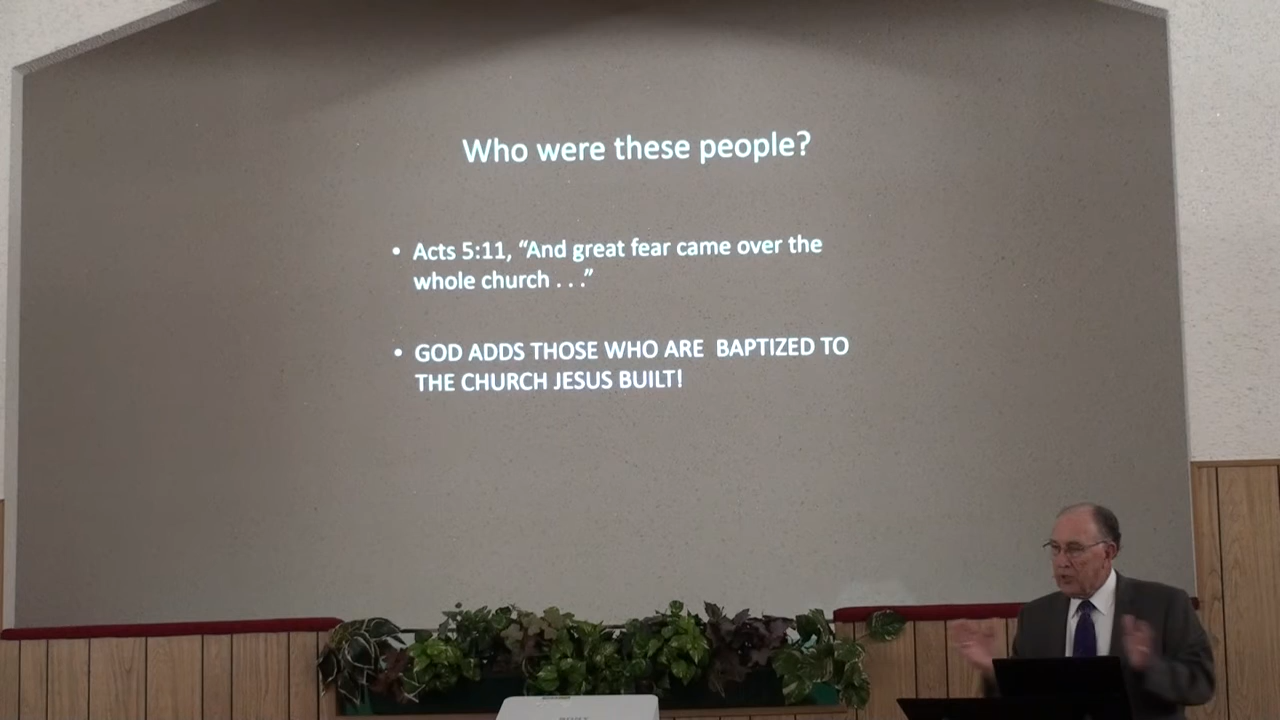 Who were these people?
• Acts 5:11, “And great fear came over the
whole church . . .”
• GOD ADDS THOSE WHO ARE  BAPTIZED TO
THE CHURCH JESUS BUILT!